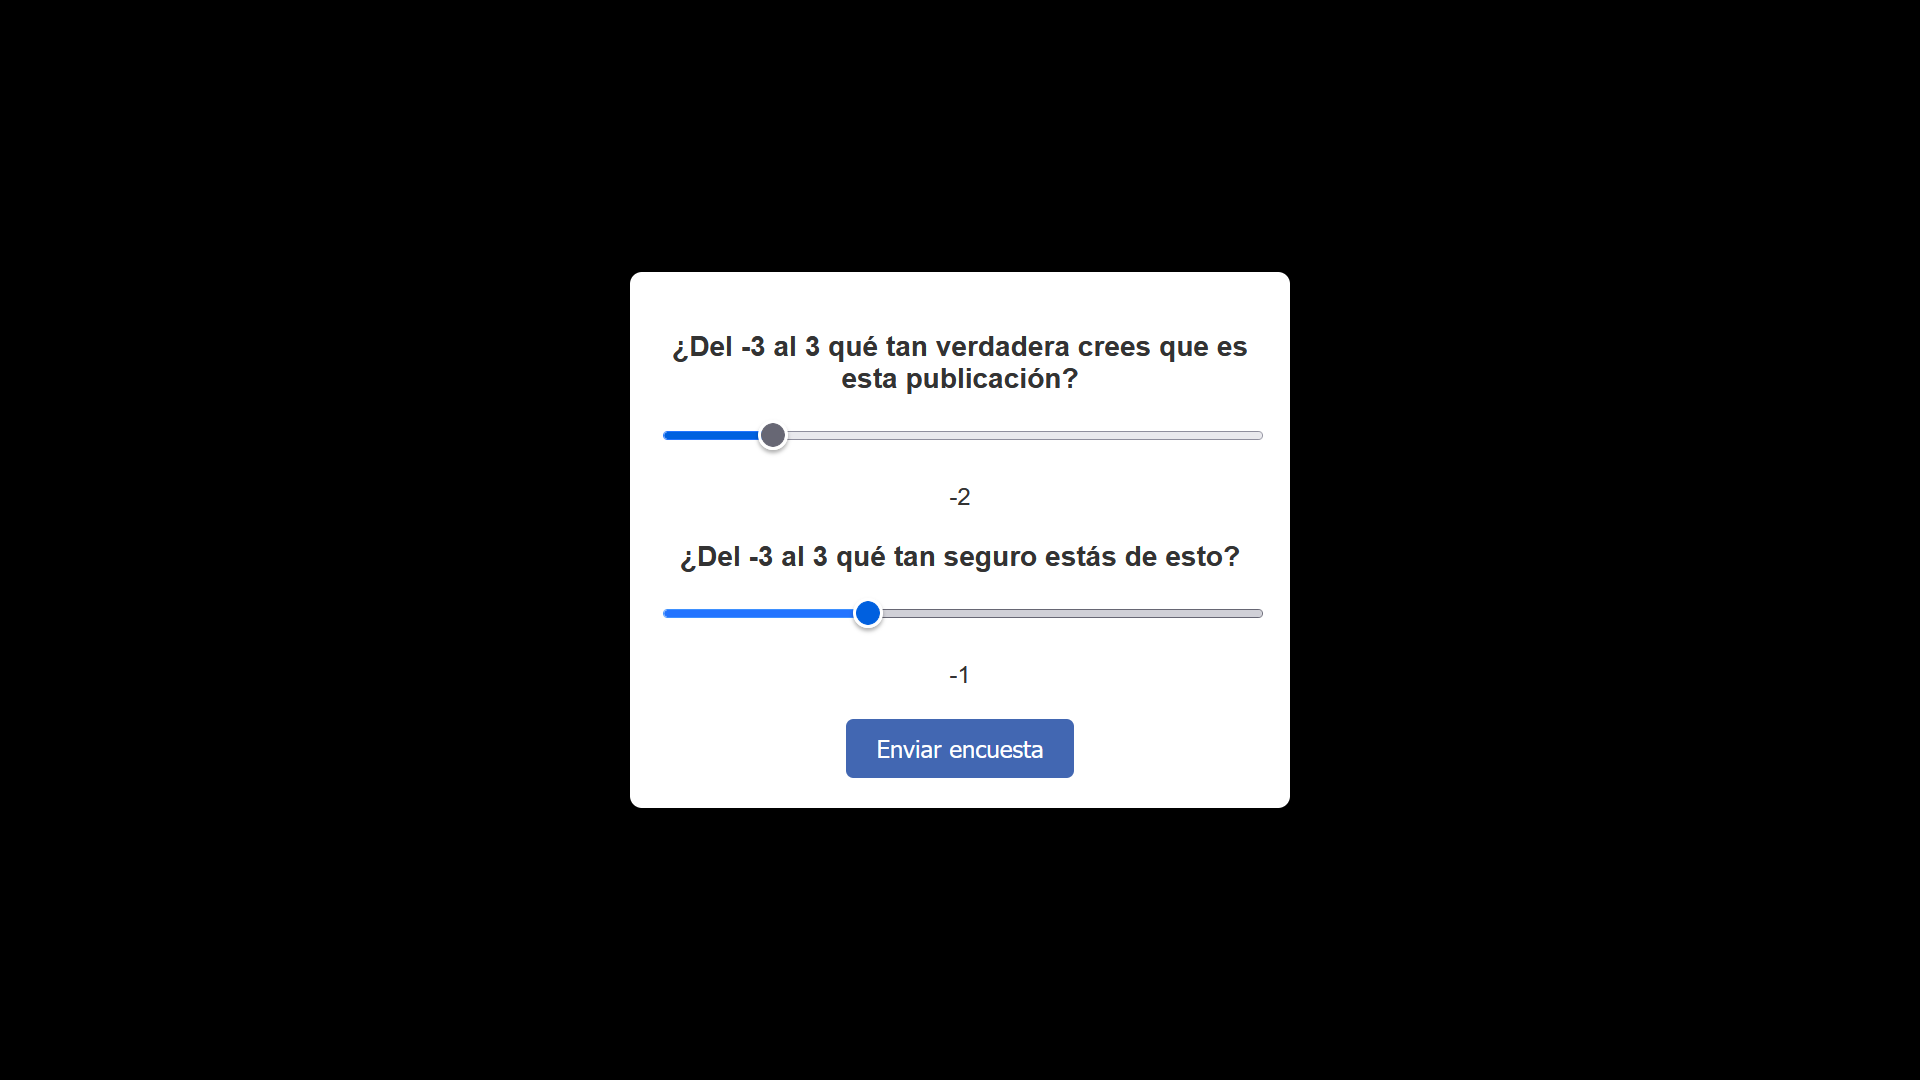 ¿Del -3 al 3 qué tan verdadera crees que es
esta publicación?
-2
¿Del -3 al 3 qué tan seguro estás de esto?
-1
Enviar encuesta